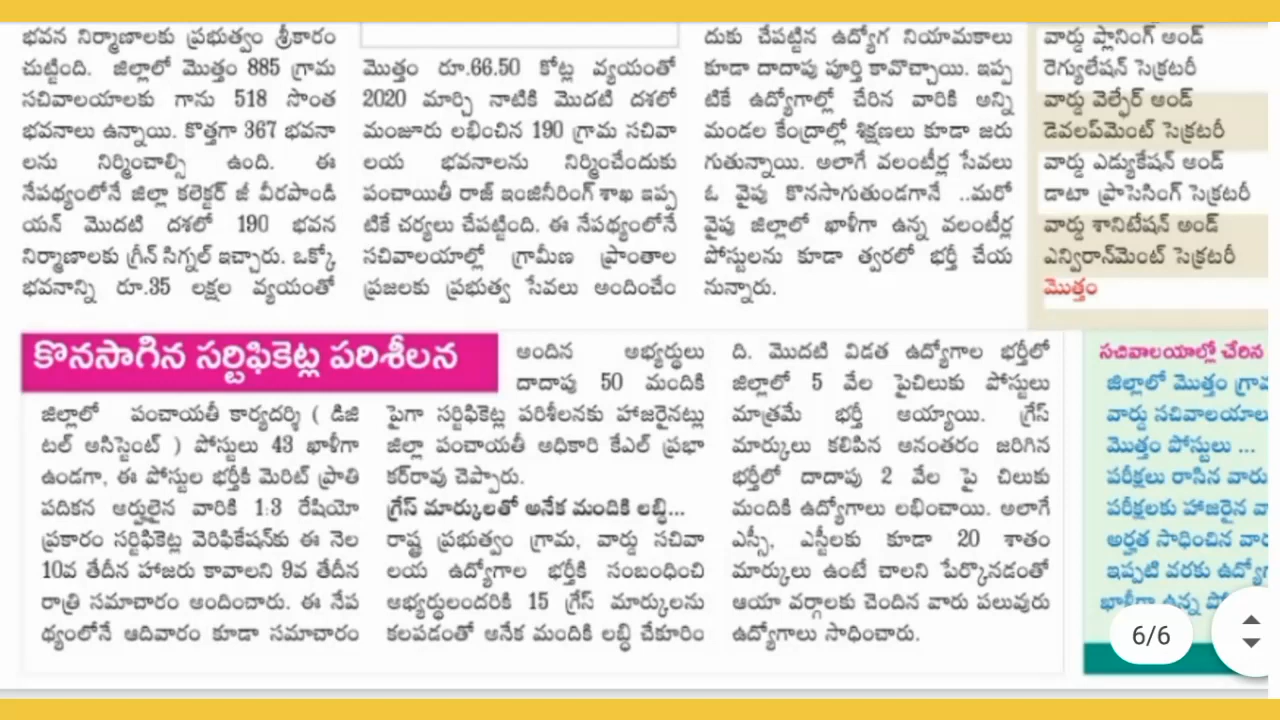 భవన నిర్మాణాలకు ప్రభుత్వం శ్రీకారం
చుట్టింది. జిల్లాలో మొత్తం 885 గ్రామ
సచివాలయాలకు గాను 518 సొంత
భవనాలు ఉన్నాయి. కొత్తగా 367 భవనా
లను నిర్మించాల్సి ఉంది. ఈ
నేపథ్యంలోనే జిల్లా కలెక్టర్ జీ వీరపాండి
యన్ మొదటి దశలో 190 భవన
నిర్మాణాలకు గ్రీన్ సిగ్నల్ ఇచ్చారు. ఒక్కో
భవనాన్ని రూ.35 లక్షల వ్యయంతో
మొత్తం రూ.66.50 కోట్ల వ్యయంతో
2020 మార్చి నాటికి మొదటి దశలో
మంజూరు లభించిన 190 గ్రామ సచివా
లయ భవనాలను నిర్మించేందుకు
పంచాయితీ రాజ్ ఇంజినీరింగ్ శాఖ ఇప్ప
టికే చర్యలు చేపట్టింది. ఈ నేపథ్యంలోనే
సచివాలయాల్లో గ్రామీణ ప్రాంతాల
ప్రజలకు ప్రభుత్వ సేవలు అందించేం
దుకు చేపట్టిన ఉద్యోగ నియామకాలు
కూడా దాదాపు పూర్తి కావొచ్చాయి. ఇప్ప
టికే ఉద్యోగాల్లో చేరిన వారికి అన్ని
మండల కేంద్రాల్లో శిక్షణలు కూడా జరు
గుతున్నాయి. అలాగే వలంటీర్ల సేవలు
ఓ వైపు కొనసాగుతుండగానే ..మరో
వైపు జిల్లాలో ఖాళీగా ఉన్న వలంటీర్ల
పోస్టులను కూడా త్వరలో భర్తీ చేయ
నున్నారు.
వార్డు ప్లానింగ్ అండ్
రెగ్యులేషన్ సెక్రటరీ
వార్డు వెల్ఫేర్ అండ్
డెవలప్‌మెంట్ సెక్రటరీ
వార్డు ఎడ్యుకేషన్ అండ్
డాటా ప్రాసెసింగ్ సెక్రటరీ
వార్డు శానిటేషన్ అండ్
ఎన్విరాన్‌మెంట్ సెక్రటరీ
మొత్తం
కొనసాగిన సర్టిఫికెట్ల పరిశీలన
జిల్లాలో పంచాయతీ కార్యదర్శి ( డిజి
టల్ అసిస్టెంట్ ) పోస్టులు 43 ఖాళీగా
ఉండగా, ఈ పోస్టుల భర్తీకి మెరిట్ ప్రాతి
పదికన అర్హులైన వారికి 1:3 రేషియో
ప్రకారం సర్టిఫికెట్ల వెరిఫికేషన్‌కు ఈ నెల
10వ తేదీన హాజరు కావాలని 9వ తేదీన
రాత్రి సమాచారం అందించారు. ఈ నేప
థ్యంలోనే ఆదివారం కూడా సమాచారం
అందిన అభ్యర్థులు
దాదాపు 50 మందికి
పైగా సర్టిఫికెట్ల పరిశీలనకు హాజరైనట్లు
జిల్లా పంచాయతీ అధికారి కేఎల్ ప్రభా
కర్‌రావు చెప్పారు.
గ్రేస్ మార్కులతో అనేక మందికి లబ్ధి...
రాష్ట్ర ప్రభుత్వం గ్రామ, వార్డు సచివా
లయ ఉద్యోగాల భర్తీకి సంబంధించి
అభ్యర్థులందరికీ 15 గ్రేస్ మార్కులను
కలపడంతో అనేక మందికి లబ్ధి చేకూరిం
ది. మొదటి విడత ఉద్యోగాల భర్తీలో
జిల్లాలో 5 వేల పైచిలుకు పోస్టులు
మాత్రమే భర్తీ అయ్యాయి. గ్రేస్
మార్కులు కలిపిన అనంతరం జరిగిన
భర్తీలో దాదాపు 2 వేల పై చిలుకు
మందికి ఉద్యోగాలు లభించాయి. అలాగే
ఎస్సీ, ఎస్టీలకు కూడా 20 శాతం
మార్కులు ఉంటే చాలని పేర్కొనడంతో
ఆయా వర్గాలకు చెందిన వారు పలువురు
ఉద్యోగాలు సాధించారు.
సచివాలయాల్లో చేరిన
జిల్లాలో మొత్తం
వార్డు
మొత్తం పోస్టులు ...
పరీక్షలు రాసిన వారు
పరీక్షలకు హాజరైన
అర్హత సాధించిన
ఇప్పటి వరకు
ఖాళీగా ఉన్న
6/6